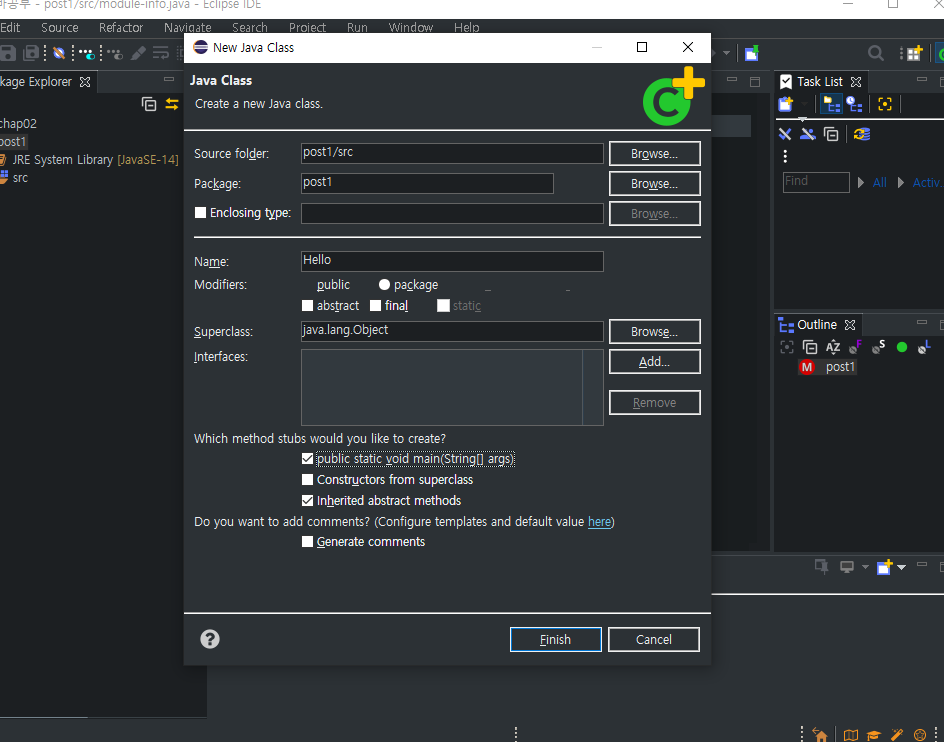 바공부 - post1/src/module-info.java - Eclipse IDE
Edit Source Refactor Navigate Search Project Run Window Help
New Java Class
kage Explorer
Java Class
Create a new Java class.
Task List
chap02
post1
JRE System Library [JavaSE-14]
src
Source folder: post1/src Browse...
Package: post1 Browse...
Enclosing type: Browse...
Find All Activ
Name: Hello
Modifiers: public package
abstract final static
Superclass: java.lang.Object Browse...
Interfaces: Add...
Remove
Outline
post1
Which method stubs would you like to create?
public static void main(String[] args)
Constructors from superclass
Inherited abstract methods
Do you want to add comments? (Configure templates and default value here)
Generate comments
Finish Cancel